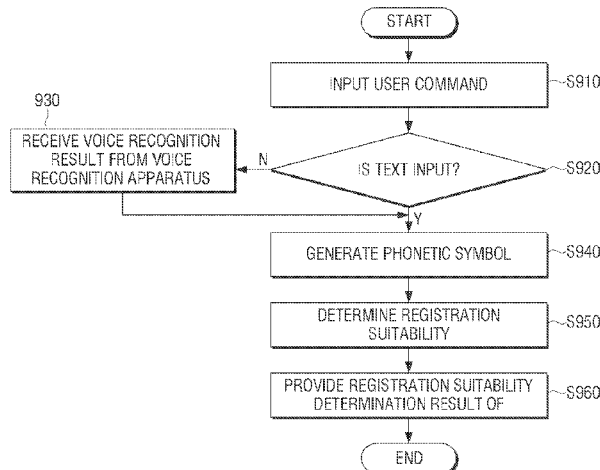 START
INPUT USER COMMAND
S910
930
RECEIVE VOICE RECOGNITION
RESULT FROM VOICE
RECOGNITION APPARATUS
N
IS TEXT INPUT?
S920
Y
GENERATE PHONETIC SYMBOL
S940
DETERMINE REGISTRATION
SUITABILITY
S950
PROVIDE REGISTRATION SUITABILITY
DETERMINATION RESULT OF
S960
END